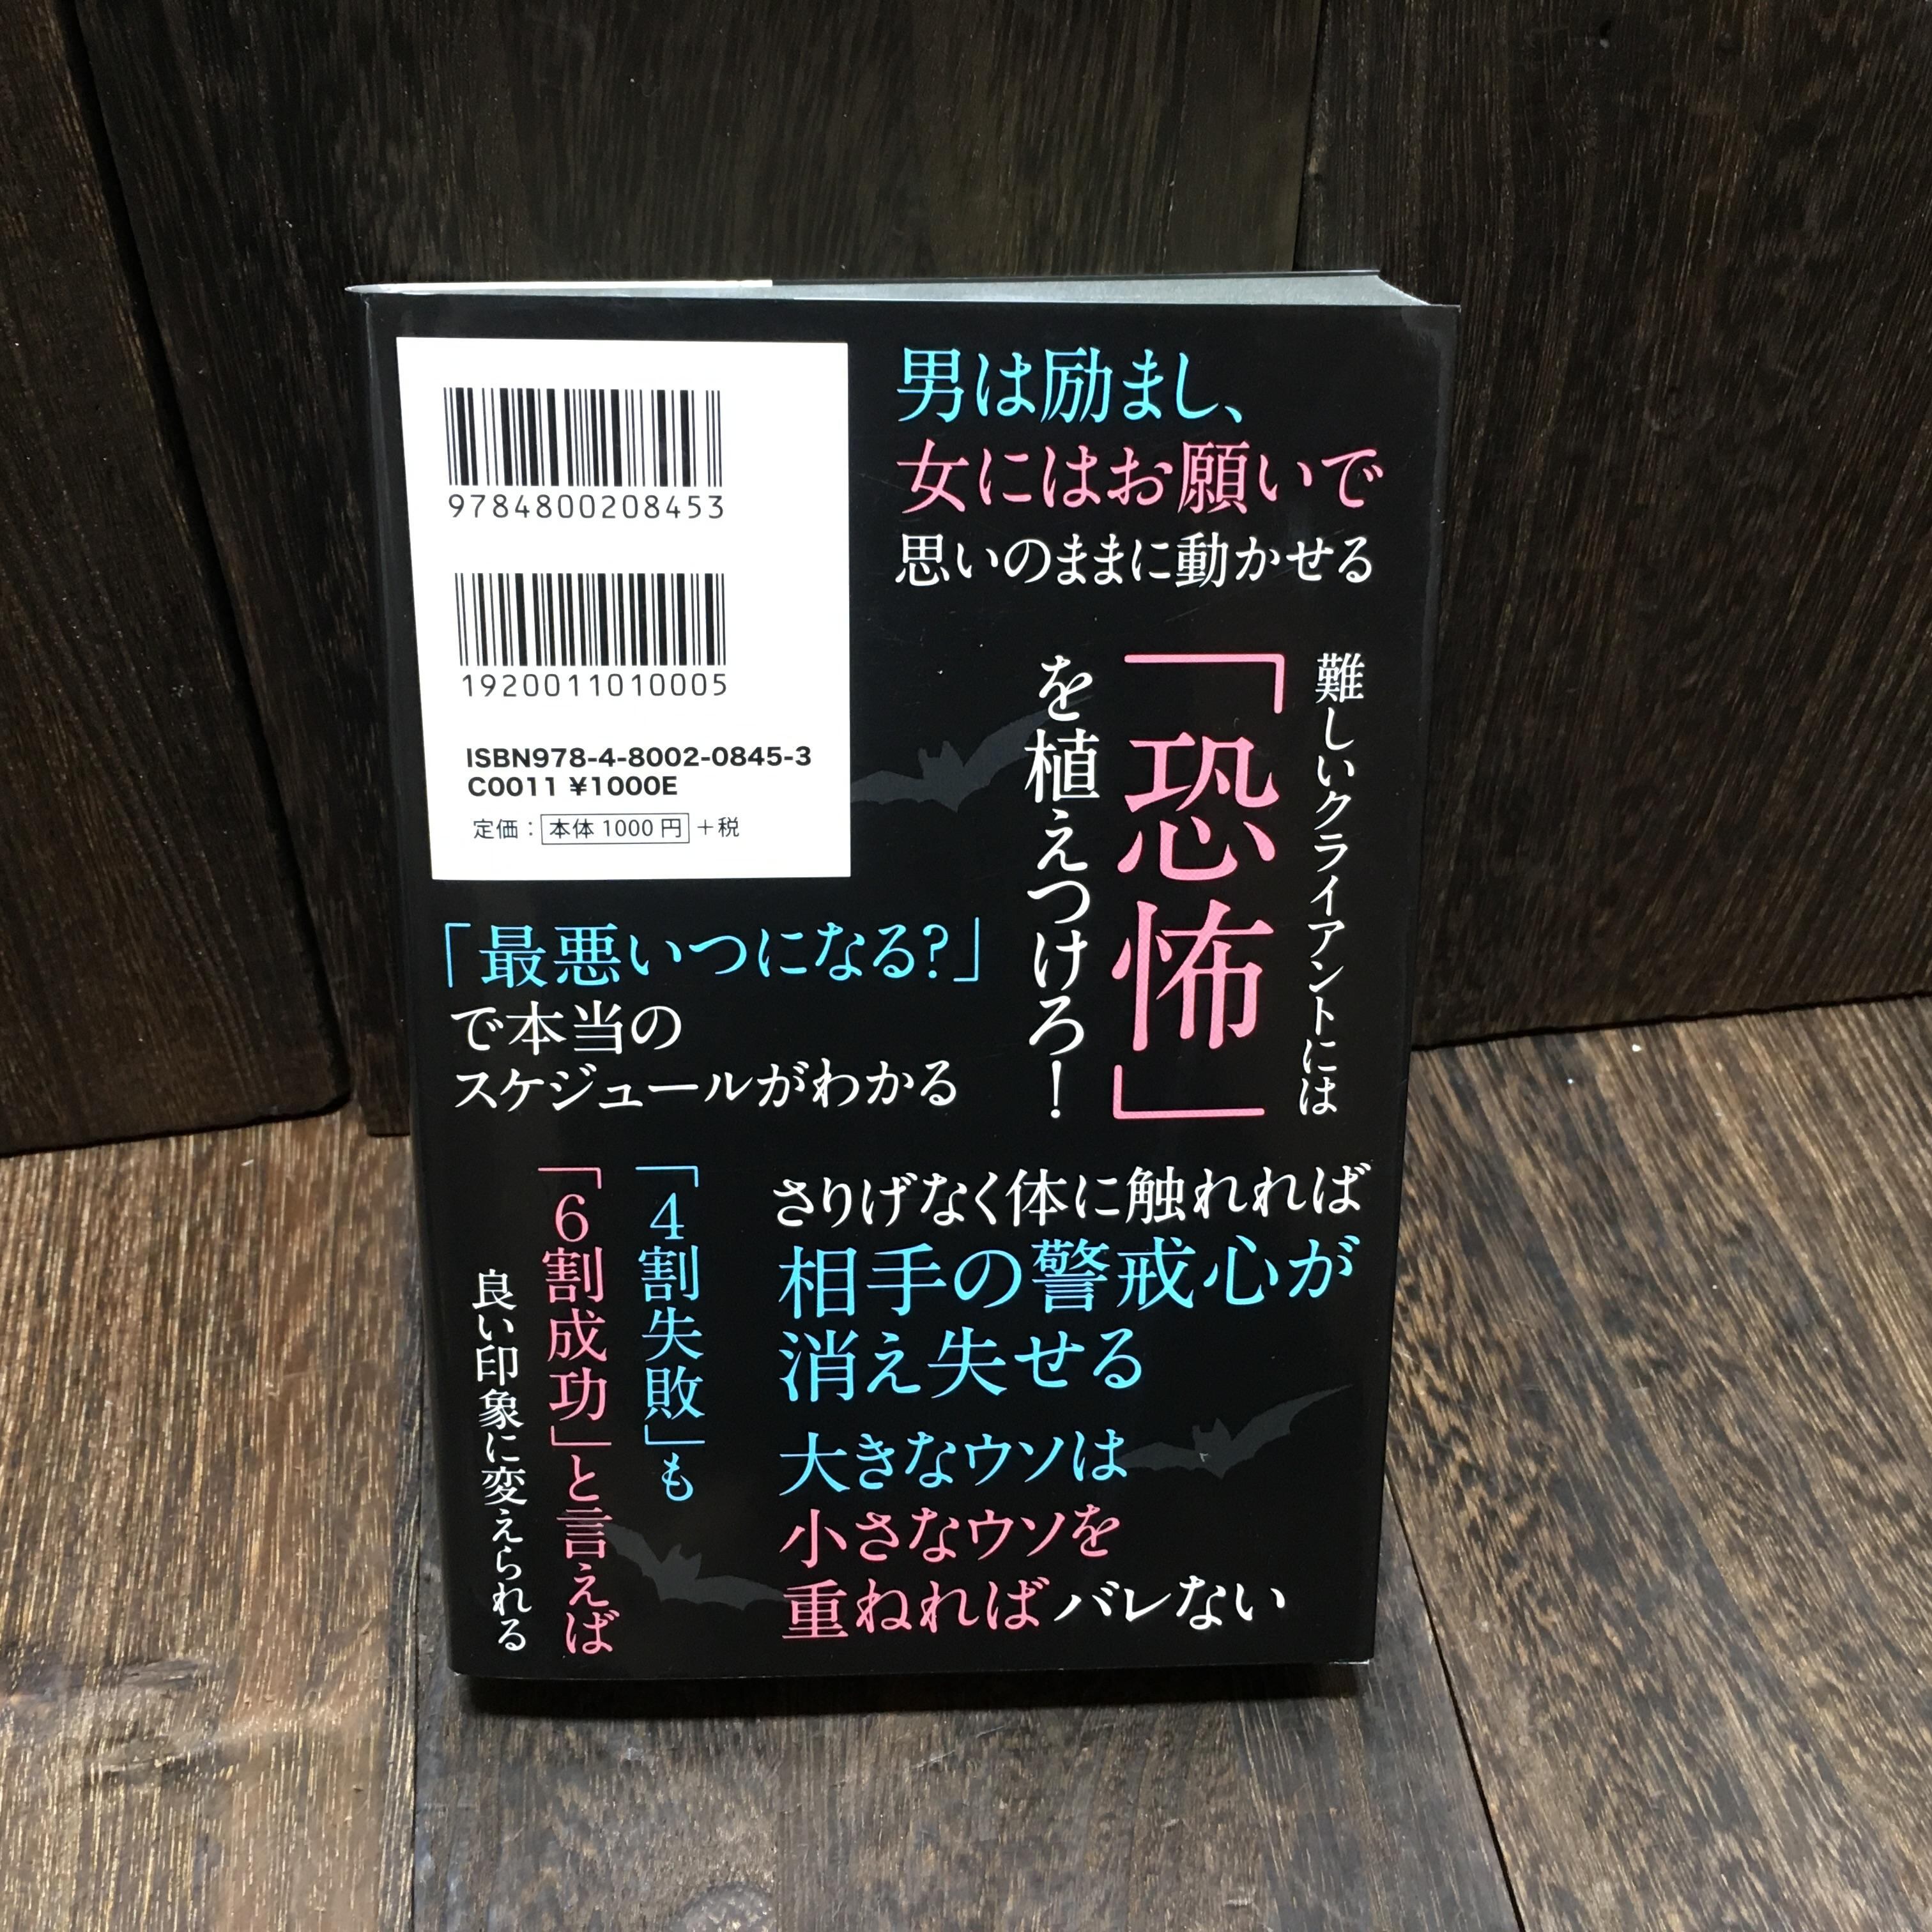 9784800208453
1920011010005
ISBN978-4-8002-0845-3
C0011 ¥1000E
定価：本体1000円＋税
男は励まし、
女にはお願いで
思いのままに動かせる
難しいクライアントには
「恐怖」
を植えつけろ！
「最悪いつになる?」
で本当の
スケジュールがわかる
さりげなく体に触れれば
相手の警戒心が
消え失せる
大きなウソは
小さなウソを
重ねればバレない
「4割失敗」も
「6割成功」と言えば
良い印象に変えられる